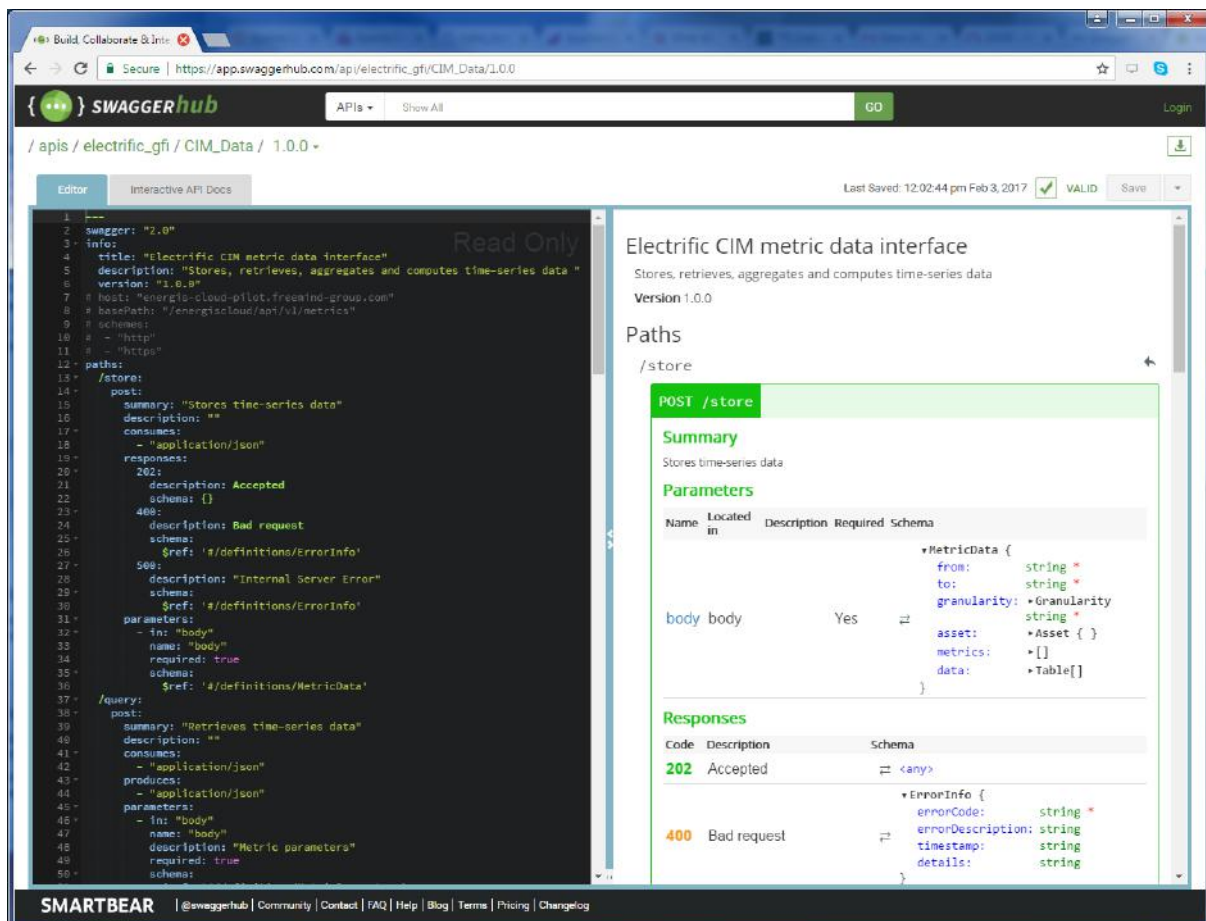 Build, Collaborate & Inte
Secure | https://app.swaggerhub.com/api/electrific_gfi/CIM_Data/1.0.0
{ ••• } SWAGGERhub
APIs
Show All
GO
Login
/ apis / electrific_gfi / CIM_Data / 1.0.0
Editor
Interactive API Docs
Last Saved: 12:02:44 pm Feb 3, 2017
VALID
Save
Read Only
1 ---
2 swagger: "2.0"
3 info:
4 title: "Electrific CIM metric data interface"
5 description: "Stores, retrieves, aggregates and computes time-series data "
6 version: "1.0.0"
7 # host: "energis-cloud-pilot.freemind-group.com"
8 # basePath: "/energiscloud/api/v1/metrics"
9 # schemes:
10 # - "http"
11 # - "https"
12 paths:
13 /store:
14 post:
15 summary: "Stores time-series data"
16 description: ""
17 consumes:
18 - "application/json"
19 responses:
20 202:
21 description: Accepted
22 schema: {}
23 400:
24 description: Bad request
25 schema:
26 $ref: '#/definitions/ErrorInfo'
27 500:
28 description: "Internal Server Error"
29 schema:
30 $ref: '#/definitions/ErrorInfo'
31 parameters:
32 - in: "body"
33 name: "body"
34 required: true
35 schema:
36 $ref: '#/definitions/MetricData'
37 /query:
38 post:
39 summary: "Retrieves time-series data"
40 description: ""
41 consumes:
42 - "application/json"
43 produces:
44 - "application/json"
45 parameters:
46 - in: "body"
47 name: "body"
48 description: "Metric parameters"
49 required: true
50 schema:
Electrific CIM metric data interface
Stores, retrieves, aggregates and computes time-series data
Version 1.0.0
Paths
/store
POST /store
Summary
Stores time-series data
Parameters
Name Located in Description Required Schema
body body Yes
MetricData {
from: string *
to: string *
granularity: Granularity
string *
asset: Asset { }
metrics: []
data: Table[]
}
Responses
Code Description Schema
202 Accepted <any>
400 Bad request
ErrorInfo {
errorCode: string *
errorDescription: string
timestamp: string
details: string
}
SMARTBEAR | @swaggerhub | Community | Contact | FAQ | Help | Blog | Terms | Pricing | Changelog